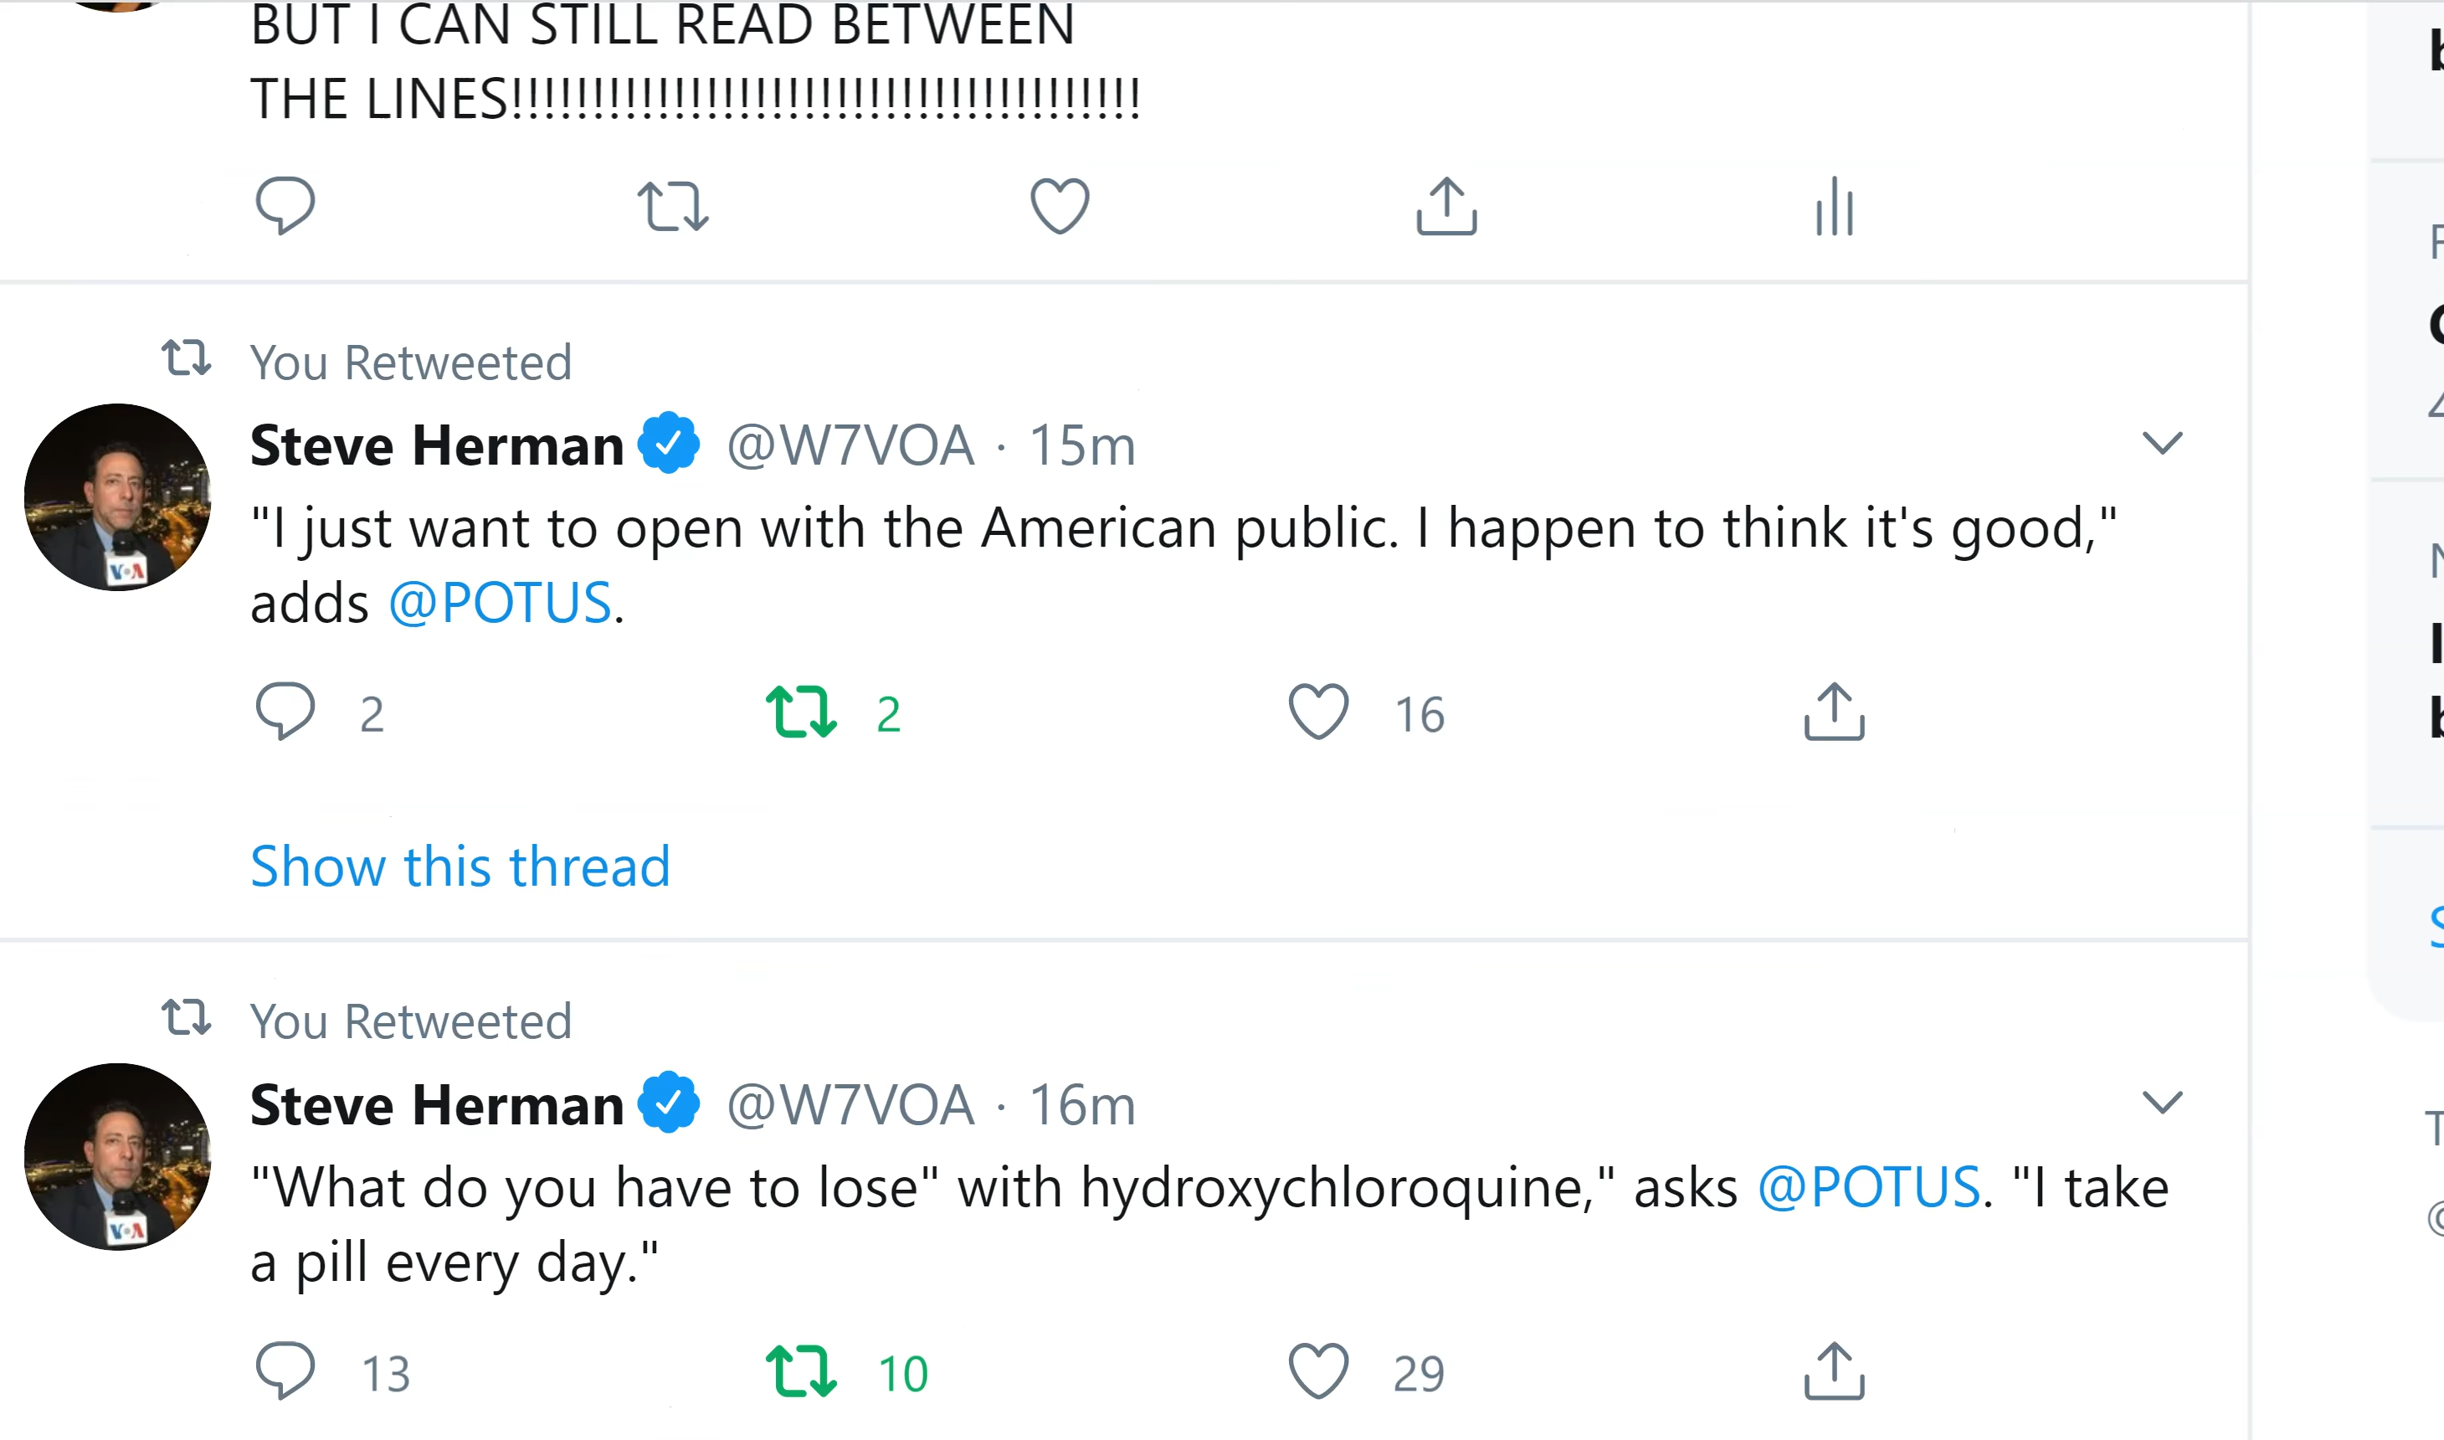 BUT I CAN STILL READ BETWEEN
THE LINES!!!!!!!!!!!!!!!!!!!!!!!!!!!!!!!!!!!!!!!
You Retweeted
Steve Herman @W7VOA · 15m
"I just want to open with the American public. I happen to think it's good,"
adds @POTUS.
2 2 16
Show this thread
You Retweeted
Steve Herman @W7VOA · 16m
"What do you have to lose" with hydroxychloroquine," asks @POTUS. "I take
a pill every day."
13 10 29
VOA
VOA